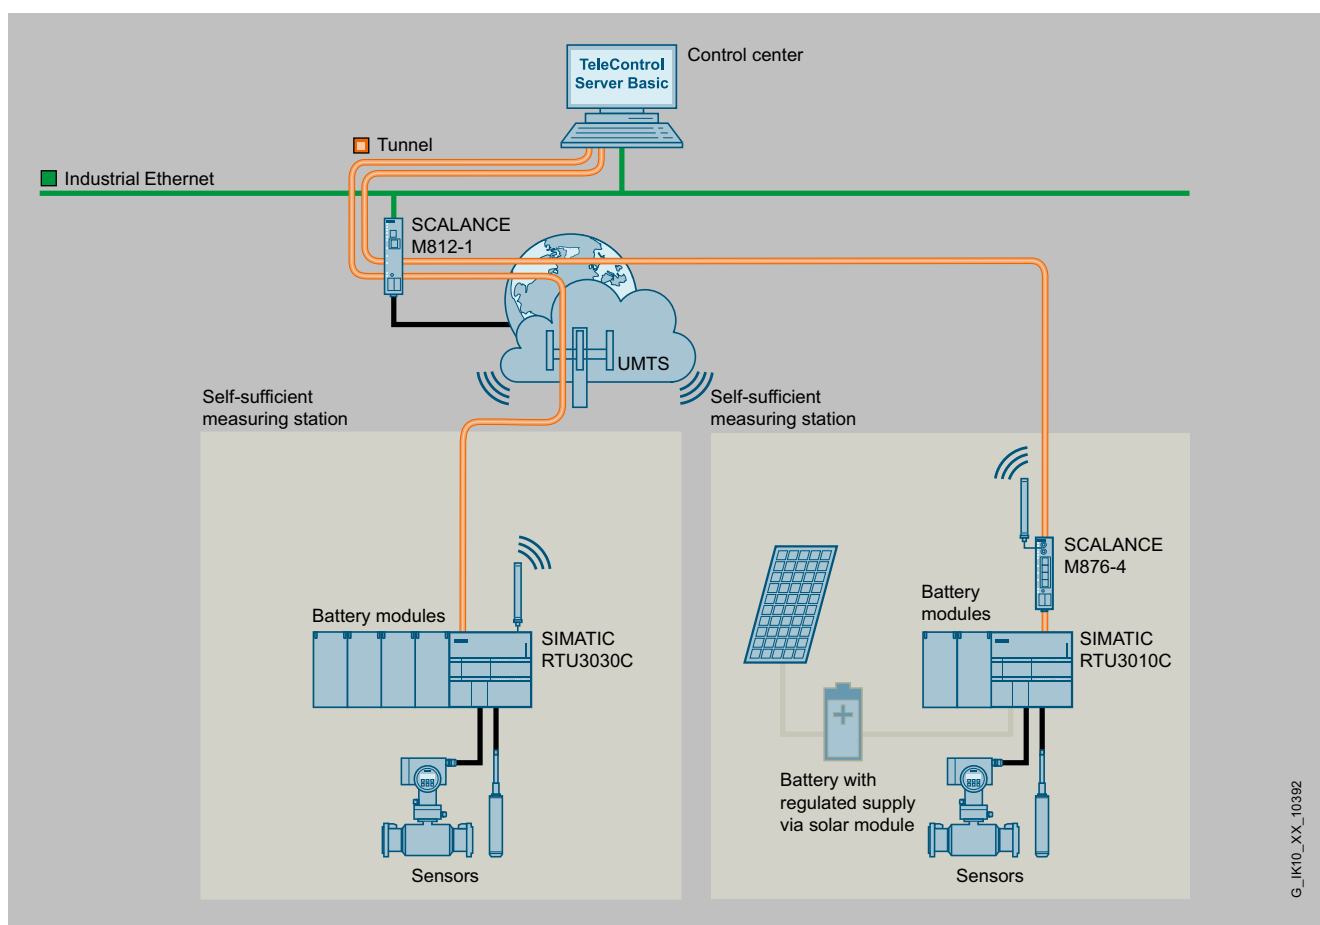 TeleControl
Server Basic
Control center
Tunnel
Industrial Ethernet
SCALANCE
M812-1
UMTS
Self-sufficient
measuring station
Self-sufficient
measuring station
SCALANCE
M876-4
Battery modules
SIMATIC
RTU3030C
Battery
modules
SIMATIC
RTU3010C
Battery with
regulated supply
via solar module
Sensors
Sensors
G_IK10_XX_10392